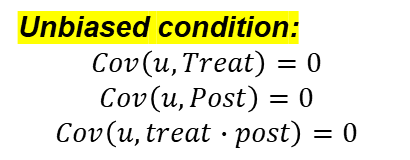 Unbiased condition:
Cov(u, Treat) = 0
Cov(u, Post) = 0
Cov(u, treat · post) = 0